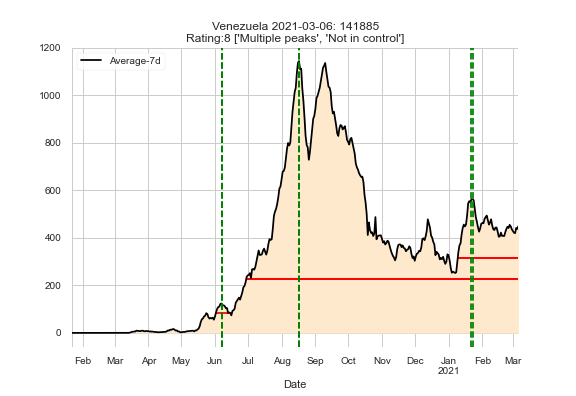 Venezuela 2021-03-06: 141885
Rating:8 ['Multiple peaks', 'Not in control']
1200
Average-7d
1000
800
600
400
200
0
Feb Mar Apr May Jun Jul Aug Sep Oct Nov Dec Jan Feb Mar
2021
Date